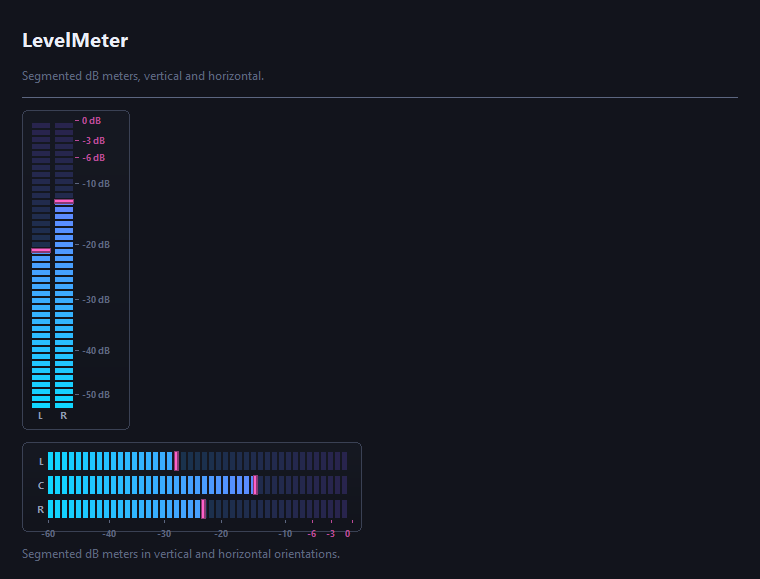 LevelMeter
Segmented dB meters, vertical and horizontal.
0 dB
-3 dB
-6 dB
-10 dB
-20 dB
-30 dB
-40 dB
-50 dB
L R
L
C
R
-60 -40 -30 -20 -10 -6 -3 0
Segmented dB meters in vertical and horizontal orientations.